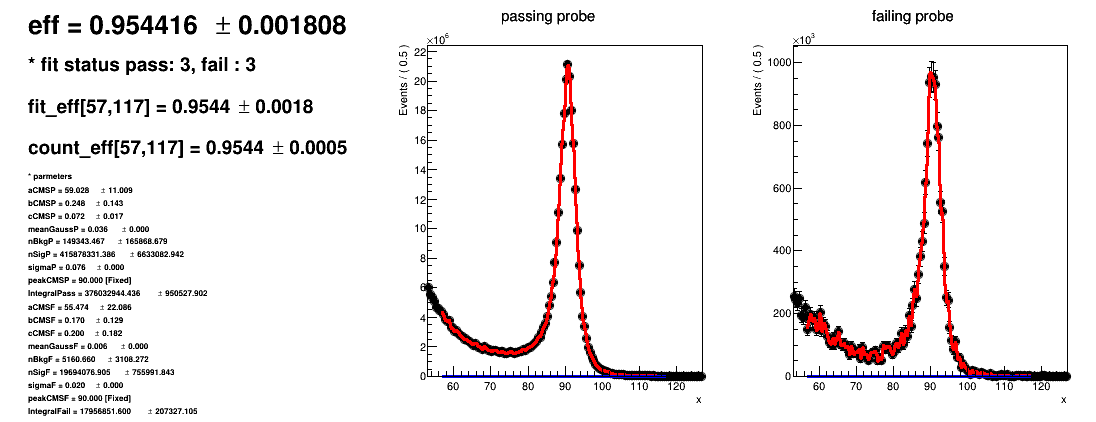 eff = 0.954416 ± 0.001808
* fit status pass: 3, fail : 3
fit_eff[57,117] = 0.9544 ± 0.0018
count_eff[57,117] = 0.9544 ± 0.0005
* parmeters
aCMSP = 59.028 ± 11.009
bCMSP = 0.248 ± 0.143
cCMSP = 0.072 ± 0.017
meanGaussP = 0.036 ± 0.000
nBkgP = 149343.467 ± 165868.679
nSigP = 415878331.386 ± 6633082.942
sigmaP = 0.076 ± 0.000
peakCMSP = 90.000 [Fixed]
IntegralPass = 376032944.436 ± 950527.902
aCMSF = 55.474 ± 22.086
bCMSF = 0.170 ± 0.129
cCMSF = 0.200 ± 0.182
meanGaussF = 0.006 ± 0.000
nBkgF = 5160.660 ± 3108.272
nSigF = 19694076.905 ± 755991.843
sigmaF = 0.020 ± 0.000
peakCMSF = 90.000 [Fixed]
IntegralFail = 17956851.600 ± 207327.105
passing probe
×10⁶
Events / ( 0.5 )
22
20
18
16
14
12
10
8
6
4
2
0
60 70 80 90 100 110 120
x
failing probe
×10³
Events / ( 0.5 )
1000
800
600
400
200
0
60 70 80 90 100 110 120
x